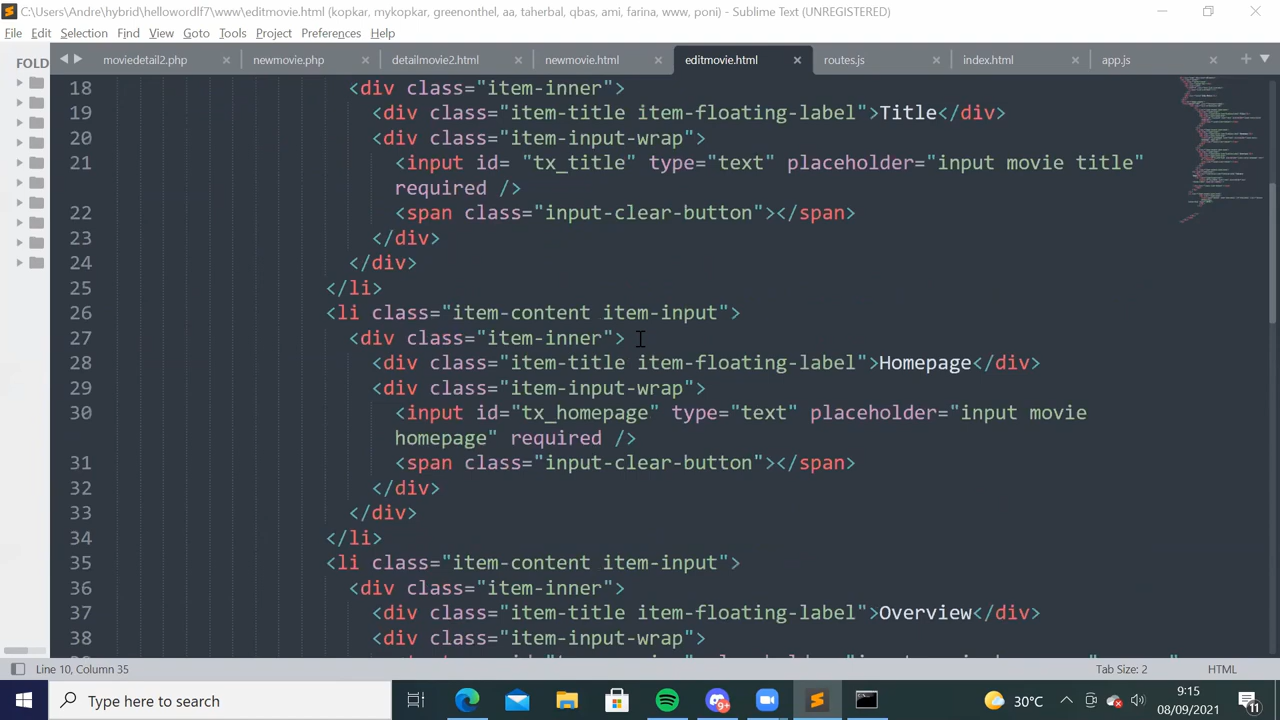 C:\Users\Andre\hybrid\hellowordlf7\www\editmovie.html (kopkar, mykopkar, greenonthel, aa, taherbal, qbas, ami, farina, www, psni) - Sublime Text (UNREGISTERED)
File Edit Selection Find View Goto Tools Project Preferences Help
FOLD
moviedetail2.php newmovie.php detailmovie2.html newmovie.html editmovie.html routes.js index.html app.js
18 <div class="item-inner">
19 <div class="item-title item-floating-label">Title</div>
20 <div class="item-input-wrap">
21 <input id= "tx_title" type="text" placeholder="input movie title"
required />
22 <span class="input-clear-button"></span>
23 </div>
24 </div>
25 </li>
26 <li class="item-content item-input">
27 <div class="item-inner">
28 <div class="item-title item-floating-label">Homepage</div>
29 <div class="item-input-wrap">
30 <input id="tx_homepage" type="text" placeholder="input movie
homepage" required />
31 <span class="input-clear-button"></span>
32 </div>
33 </div>
34 </li>
35 <li class="item-content item-input">
36 <div class="item-inner">
37 <div class="item-title item-floating-label">Overview</div>
38 <div class="item-input-wrap">
Line 10, Column 35 Tab Size: 2 HTML
Type here to search 9+ 30°C 9:15
08/09/2021 11